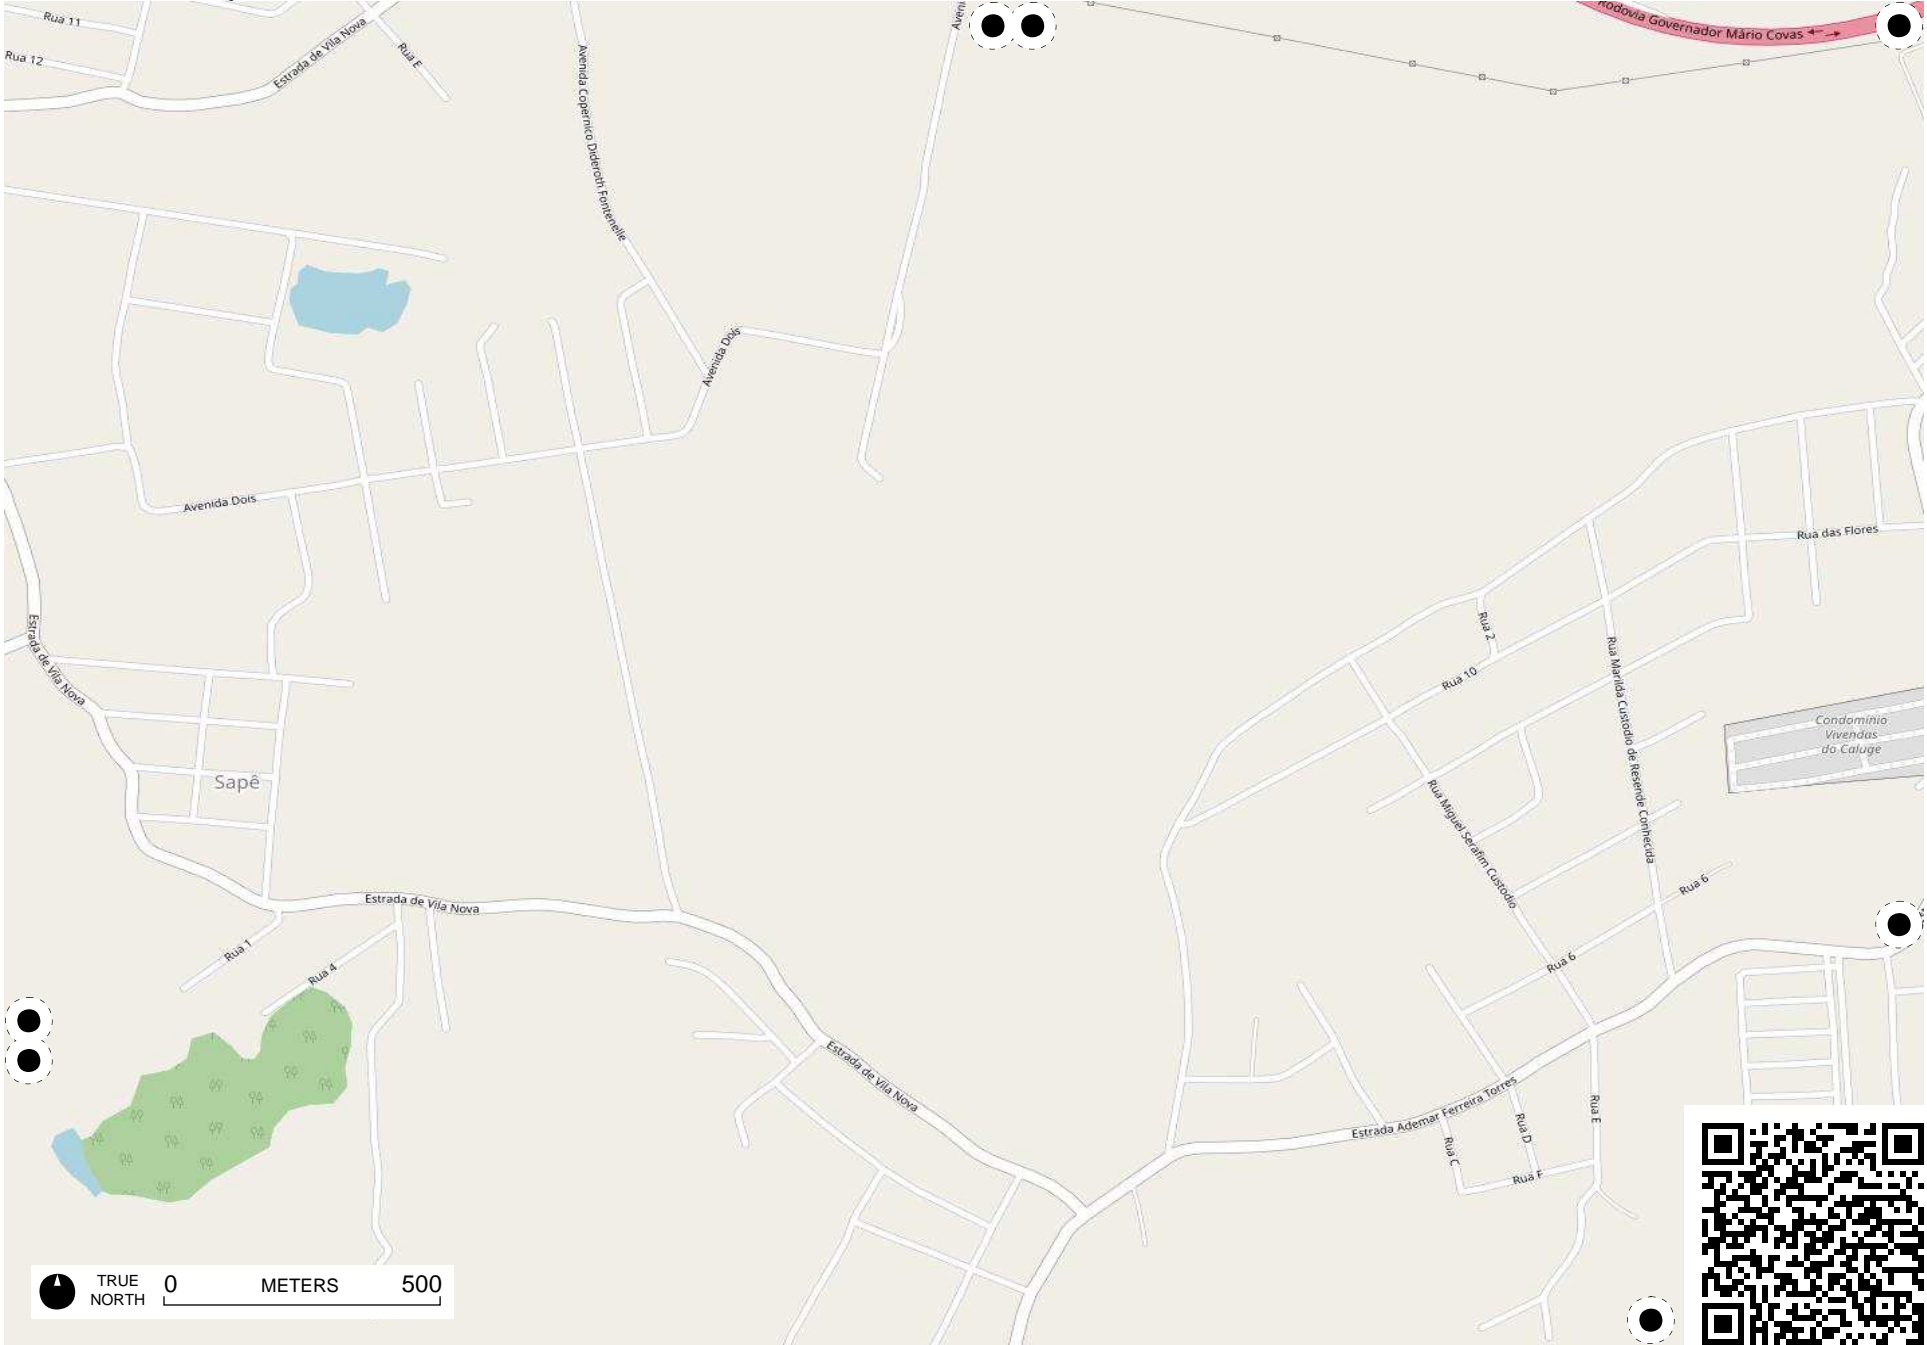 Rua 11
Rua 12
Estrada de Vila Nova
Rua E
Avenida Copernico Dideroth Fontenelle
Aveni
Rodovia Governador Mário Covas
Avenida Dois
Avenida Dois
Rua das Flores
Rua 2
Rua 10
Estrada de Vila Nova
Rua Marilda Custodio de Resende Conhecida
Condomínio
Vivendas
do Caluge
Sapê
Rua Miguel Serafim Custodio
Rua 6
Estrada de Vila Nova
Rua 1
Rua 4
Rua 6
Estrada de Vila Nova
Estrada Ademar Ferreira Torres
Rua C
Rua D
Rua E
Rua F
TRUE
NORTH
0 METERS 500